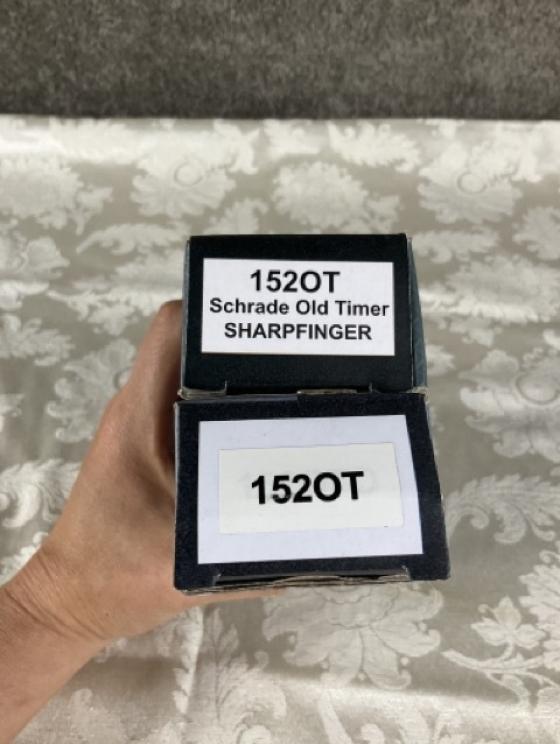 152OT
Schrade Old Timer
SHARPFINGER
152OT